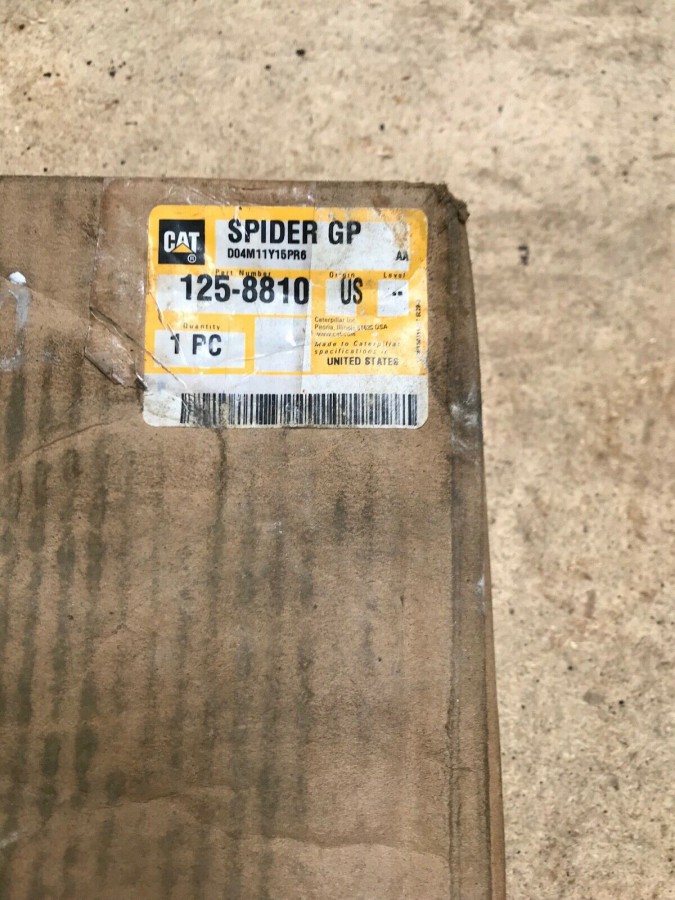 CAT
®
SPIDER GP
D04M11Y15PR6
AA
Part Number
Origin
Level
125-8810
US
--
Quantity
1 PC
Caterpillar Inc.
Peoria, Illinois USA
Made to Caterpillar
specifications in
UNITED STATES